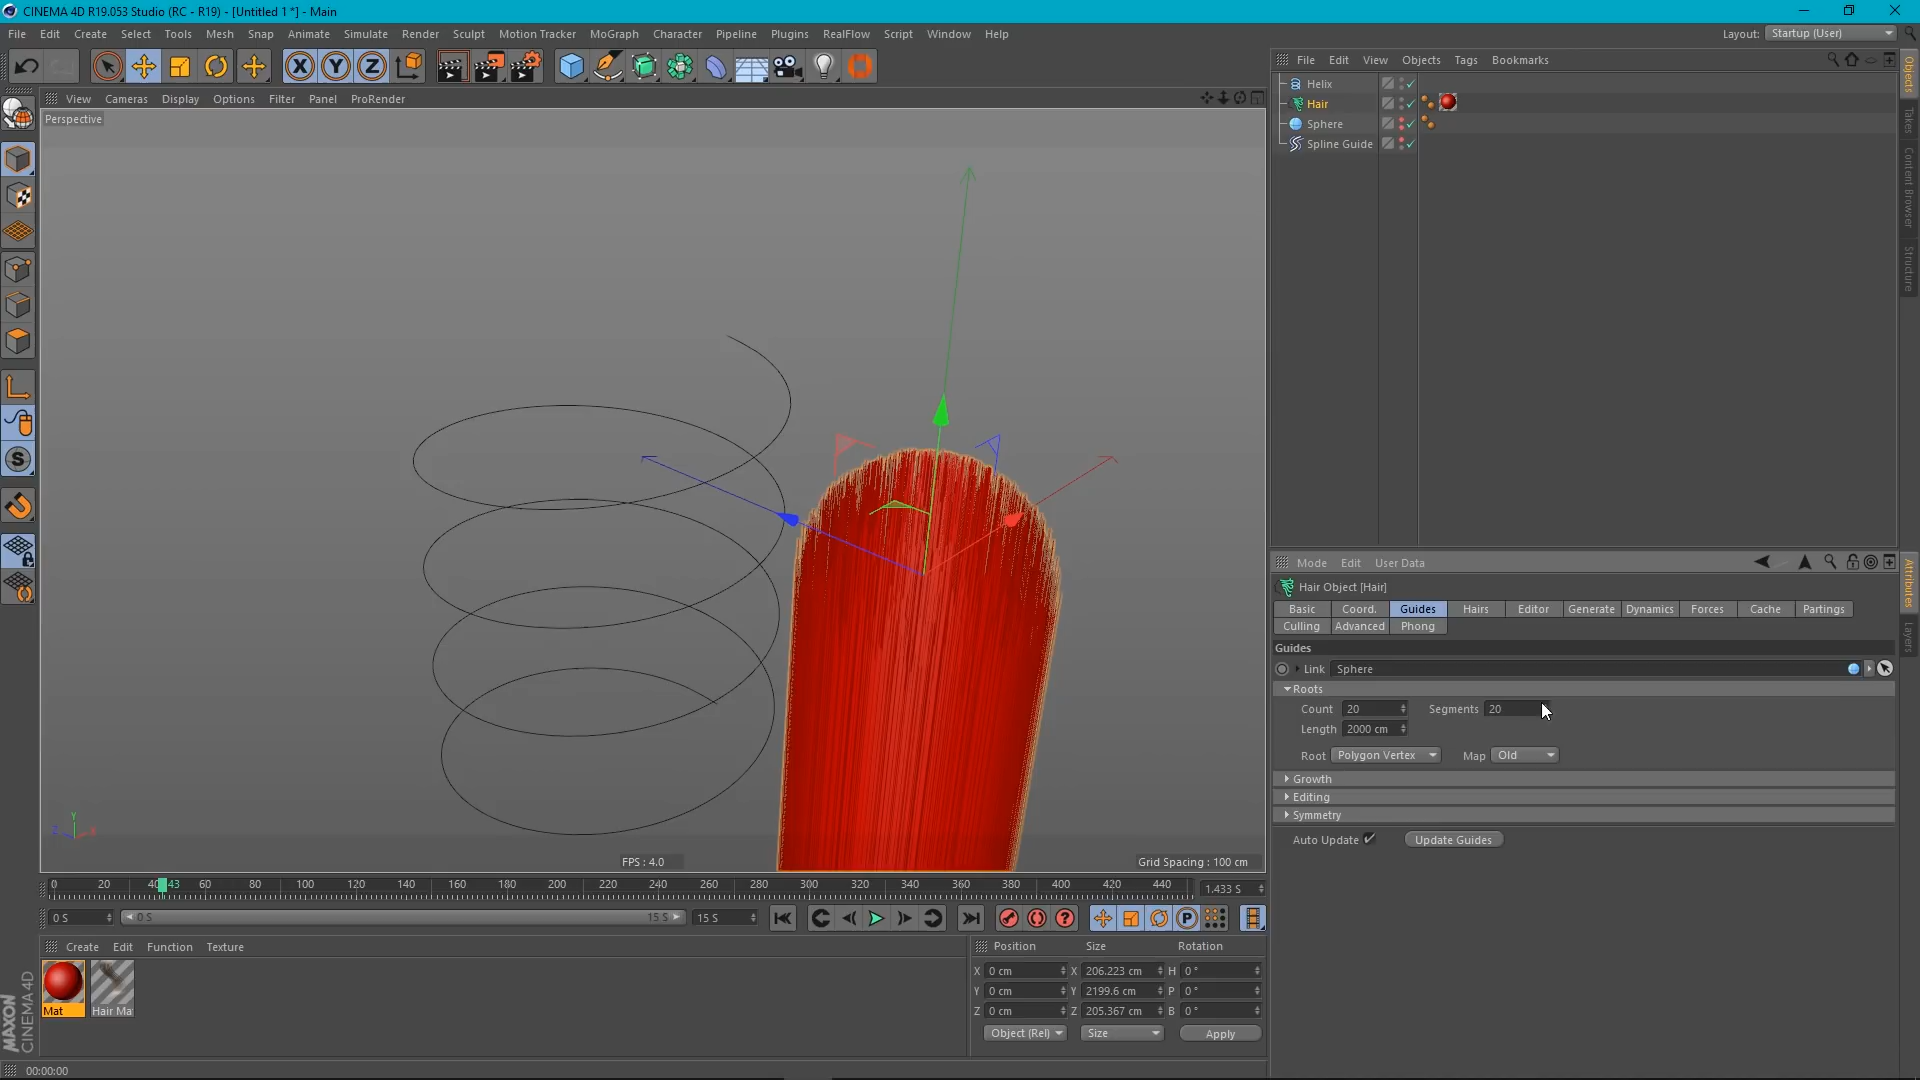 CINEMA 4D R19.053 Studio (RC - R19) - [Untitled 1 *] - Main
File Edit Create Select Tools Mesh Snap Animate Simulate Render Sculpt Motion Tracker MoGraph Character Pipeline Plugins RealFlow Script Window Help
Layout: Startup (User)
View Cameras Display Options Filter Panel ProRender
Perspective
File Edit View Objects Tags Bookmarks
Helix
Hair
Sphere
Spline Guide
Objects
Takes
Content Browser
Structure
Mode Edit User Data
Hair Object [Hair]
Basic Coord. Guides Hairs Editor Generate Dynamics Forces Cache Partings
Culling Advanced Phong
Guides
Link Sphere
Roots
Count 20 Segments 20
Length 2000 cm
Root Polygon Vertex Map Old
Growth
Editing
Symmetry
Auto Update Update Guides
Attributes
Layers
Y
Z X
FPS : 4.0
Grid Spacing : 100 cm
0 20 40 43 60 80 100 120 140 160 180 200 220 240 260 280 300 320 340 360 380 400 420 440
1.433 S
0 S 0 S 15 S 15 S
Create Edit Function Texture
Mat Hair Ma
MAXON
CINEMA 4D
Position Size Rotation
X 0 cm X 206.223 cm H 0 °
Y 0 cm Y 2199.6 cm P 0 °
Z 0 cm Z 205.367 cm B 0 °
Object (Rel) Size Apply
00:00:00